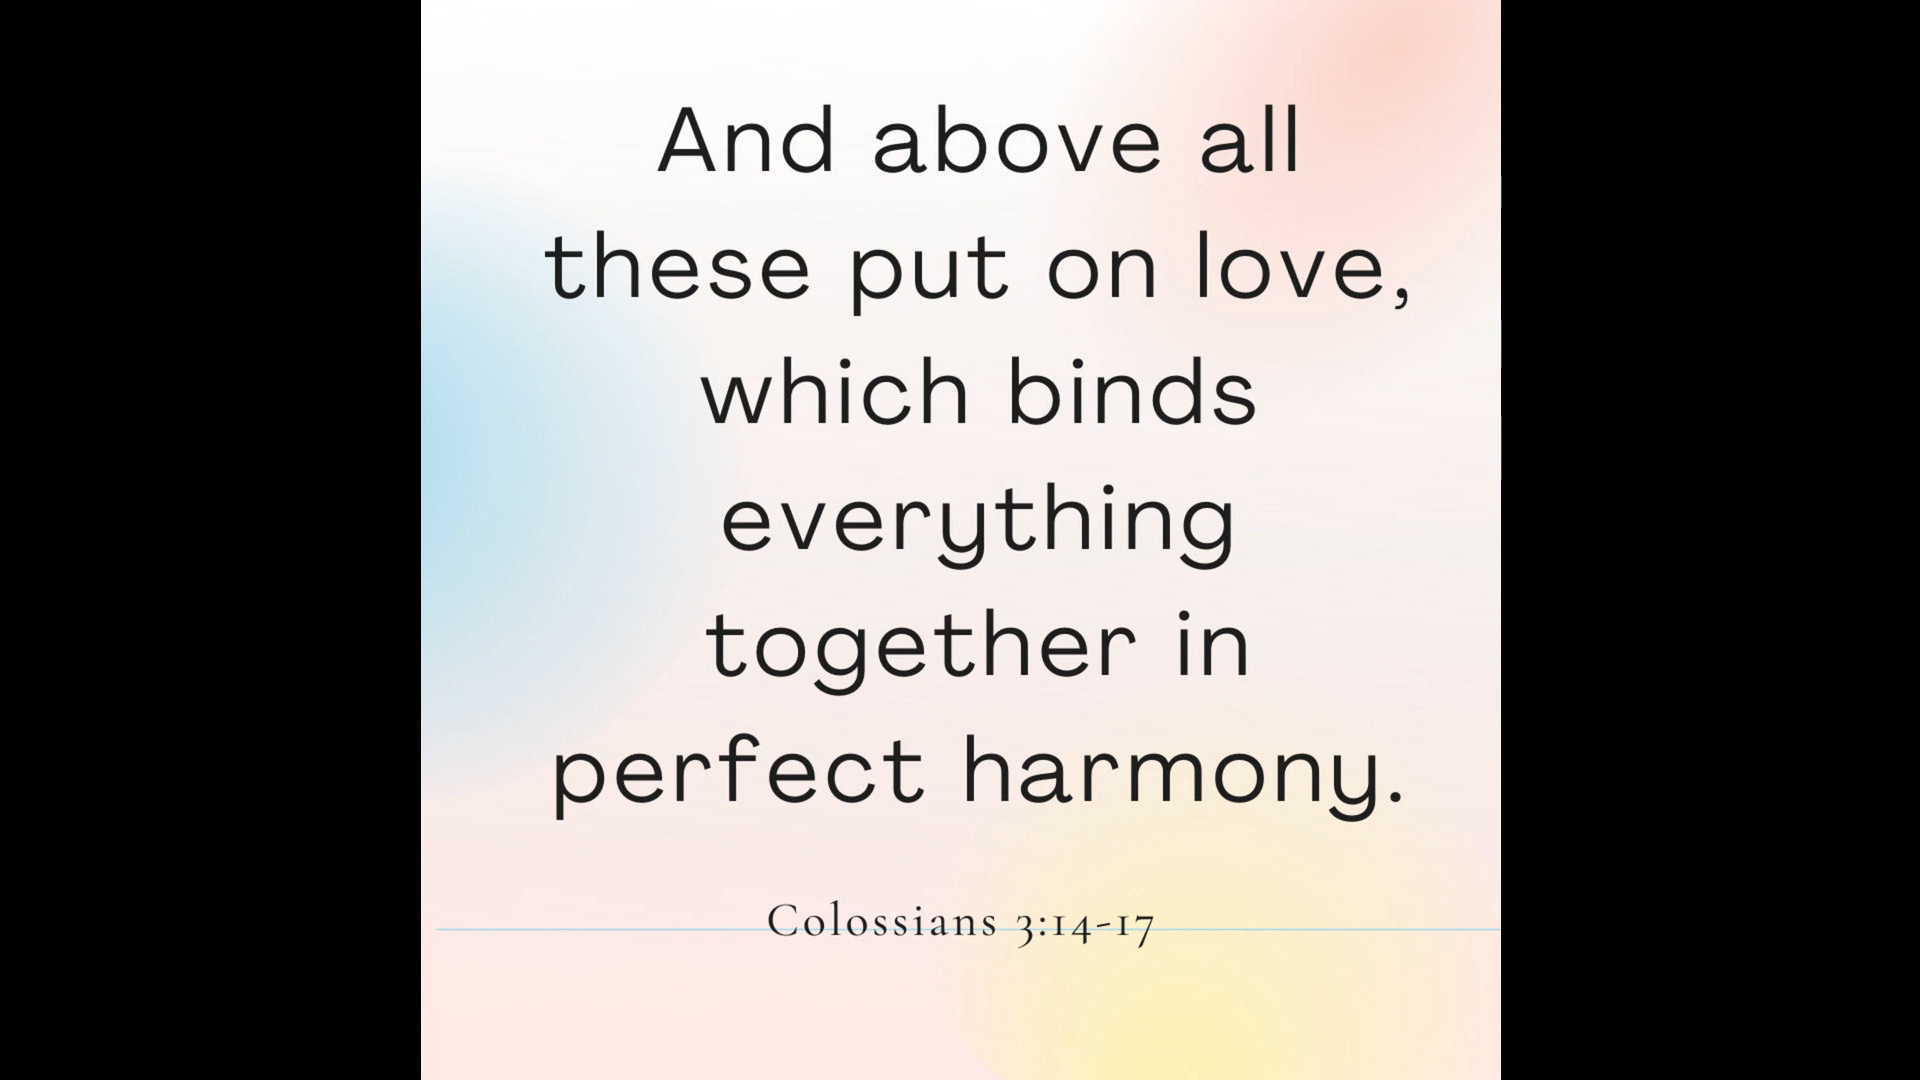 And above all
these put on love,
which binds
everything
together in
perfect harmony.
Colossians 3:14-17